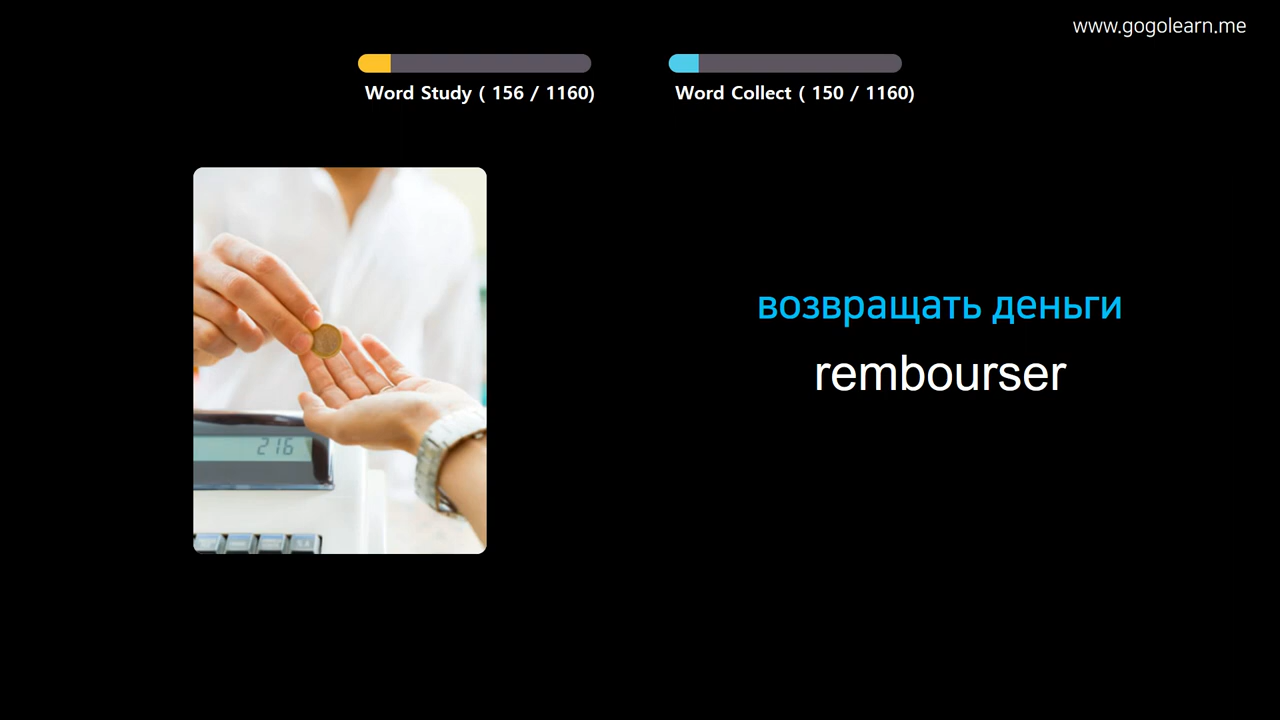 www.gogolearn.me
Word Study ( 156 / 1160)
Word Collect ( 150 / 1160)
216
возвращать деньги
rembourser